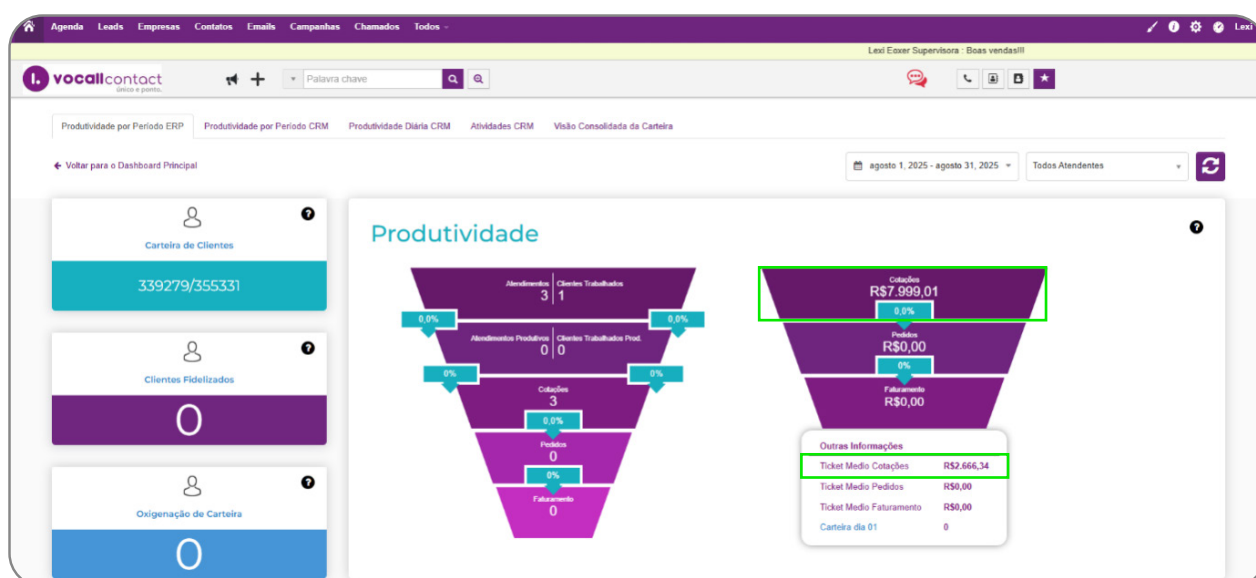 Agenda Leads Empresas Contatos Emails Campanhas Chamados Todos Lexi
Lexi Eoxer Supervisora : Boas vendas!!!
vocallcontact
único e ponto.
Palavra chave
Produtividade por Período ERP Produtividade por Período CRM Produtividade Diária CRM Atividades CRM Visão Consolidada da Carteira
Voltar para o Dashboard Principal
agosto 1, 2025 - agosto 31, 2025 Todos Atendentes
Carteira de Clientes
339279/355331
Clientes Fidelizados
0
Oxigenação de Carteira
0
Produtividade
Atendimentos Clientes Trabalhados
3 1
0,0% 0,0%
Atendimentos Produtivos Clientes Trabalhados Prod.
0 0
0% 0%
Cotações
3
0,0%
Pedidos
0
0%
Faturamento
0
Cotações
R$7.999,01
0,0%
Pedidos
R$0,00
0%
Faturamento
R$0,00
Outras Informações
Ticket Medio Cotações R$2.666,34
Ticket Medio Pedidos R$0,00
Ticket Medio Faturamento R$0,00
Carteira dia 01 0